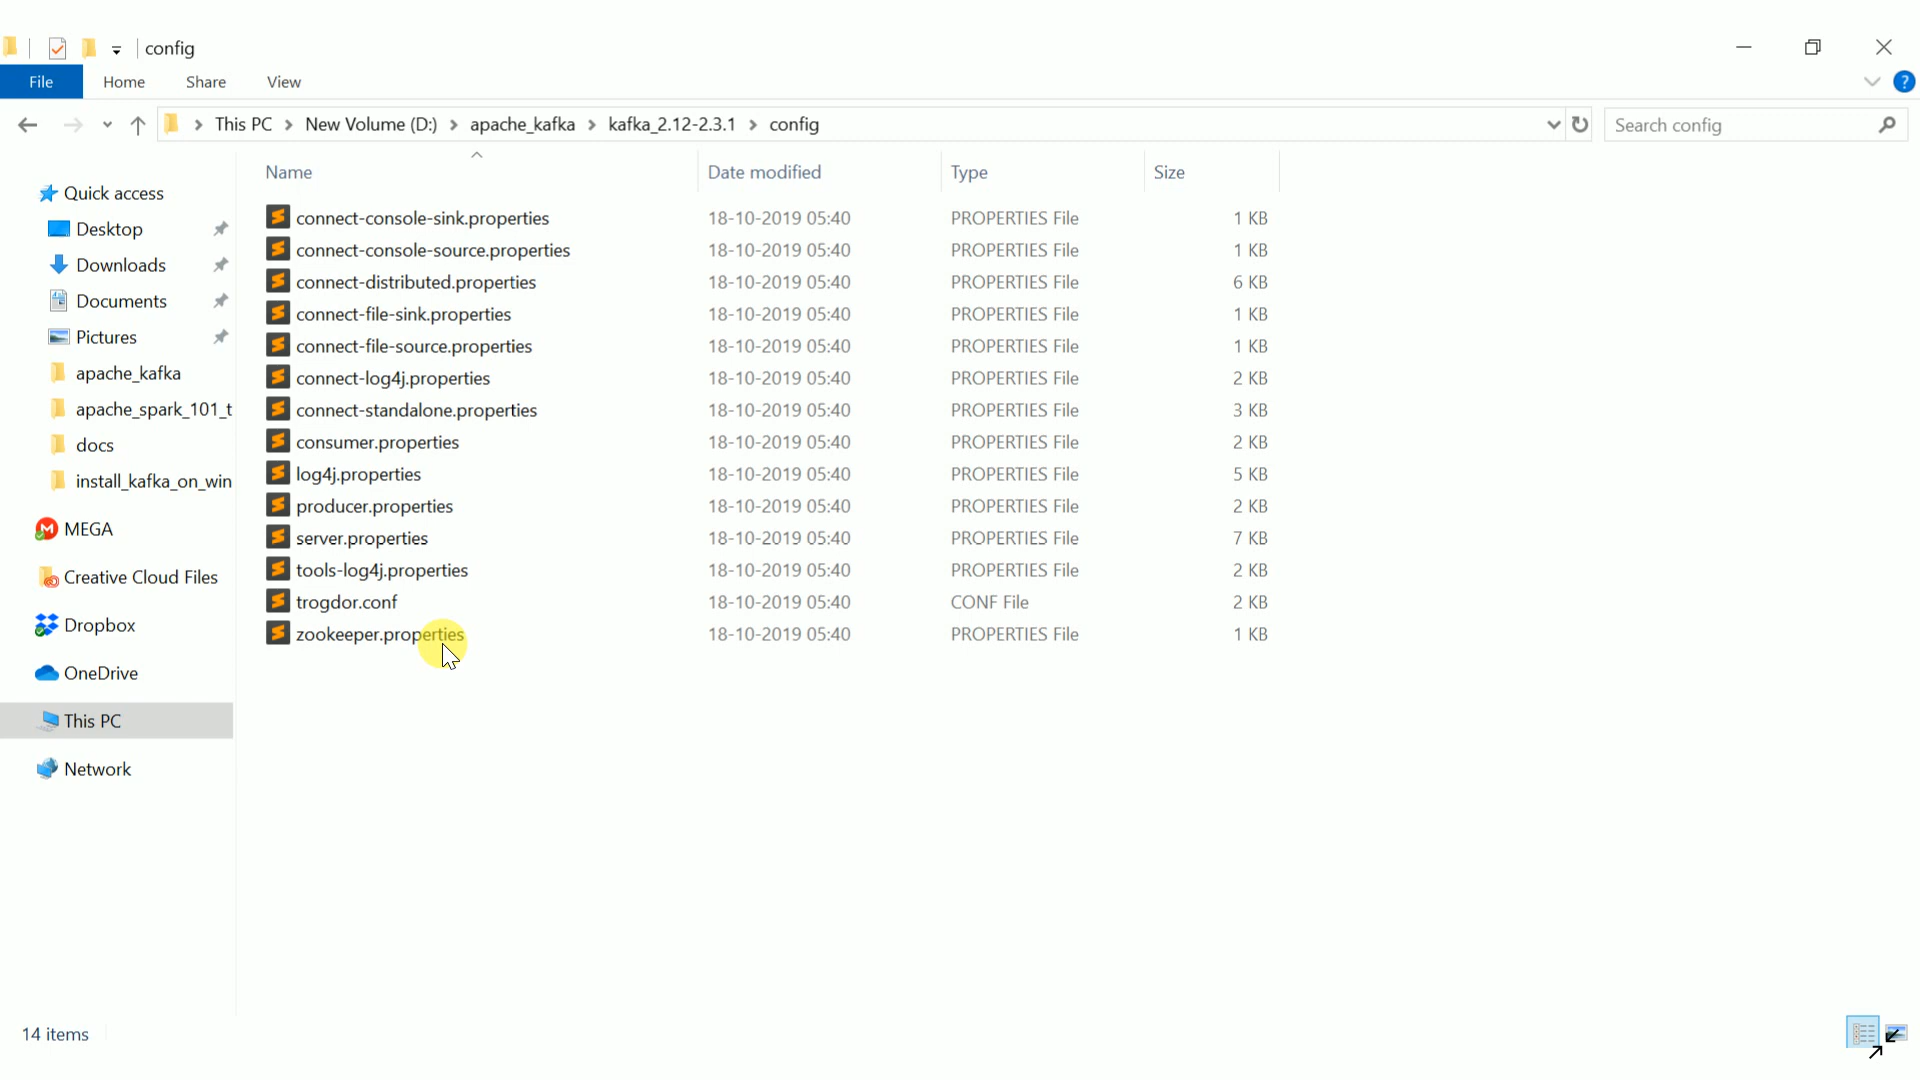 config
File Home Share View
This PC New Volume (D:) apache_kafka kafka_2.12-2.3.1 config Search config
Name Date modified Type Size
Quick access
Desktop
Downloads
Documents
Pictures
apache_kafka
apache_spark_101_t
docs
install_kafka_on_win
MEGA
Creative Cloud Files
Dropbox
OneDrive
This PC
Network
connect-console-sink.properties 18-10-2019 05:40 PROPERTIES File 1 KB
connect-console-source.properties 18-10-2019 05:40 PROPERTIES File 1 KB
connect-distributed.properties 18-10-2019 05:40 PROPERTIES File 6 KB
connect-file-sink.properties 18-10-2019 05:40 PROPERTIES File 1 KB
connect-file-source.properties 18-10-2019 05:40 PROPERTIES File 1 KB
connect-log4j.properties 18-10-2019 05:40 PROPERTIES File 2 KB
connect-standalone.properties 18-10-2019 05:40 PROPERTIES File 3 KB
consumer.properties 18-10-2019 05:40 PROPERTIES File 2 KB
log4j.properties 18-10-2019 05:40 PROPERTIES File 5 KB
producer.properties 18-10-2019 05:40 PROPERTIES File 2 KB
server.properties 18-10-2019 05:40 PROPERTIES File 7 KB
tools-log4j.properties 18-10-2019 05:40 PROPERTIES File 2 KB
trogdor.conf 18-10-2019 05:40 CONF File 2 KB
zookeeper.properties 18-10-2019 05:40 PROPERTIES File 1 KB
14 items